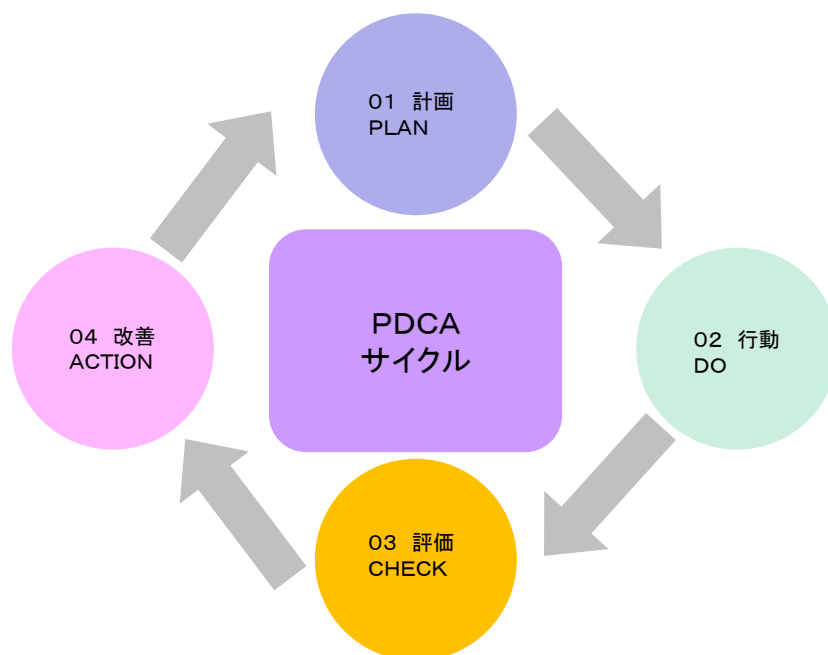 01　計画
PLAN
PDCA
サイクル
04　改善
ACTION
02　行動
DO
03　評価
CHECK